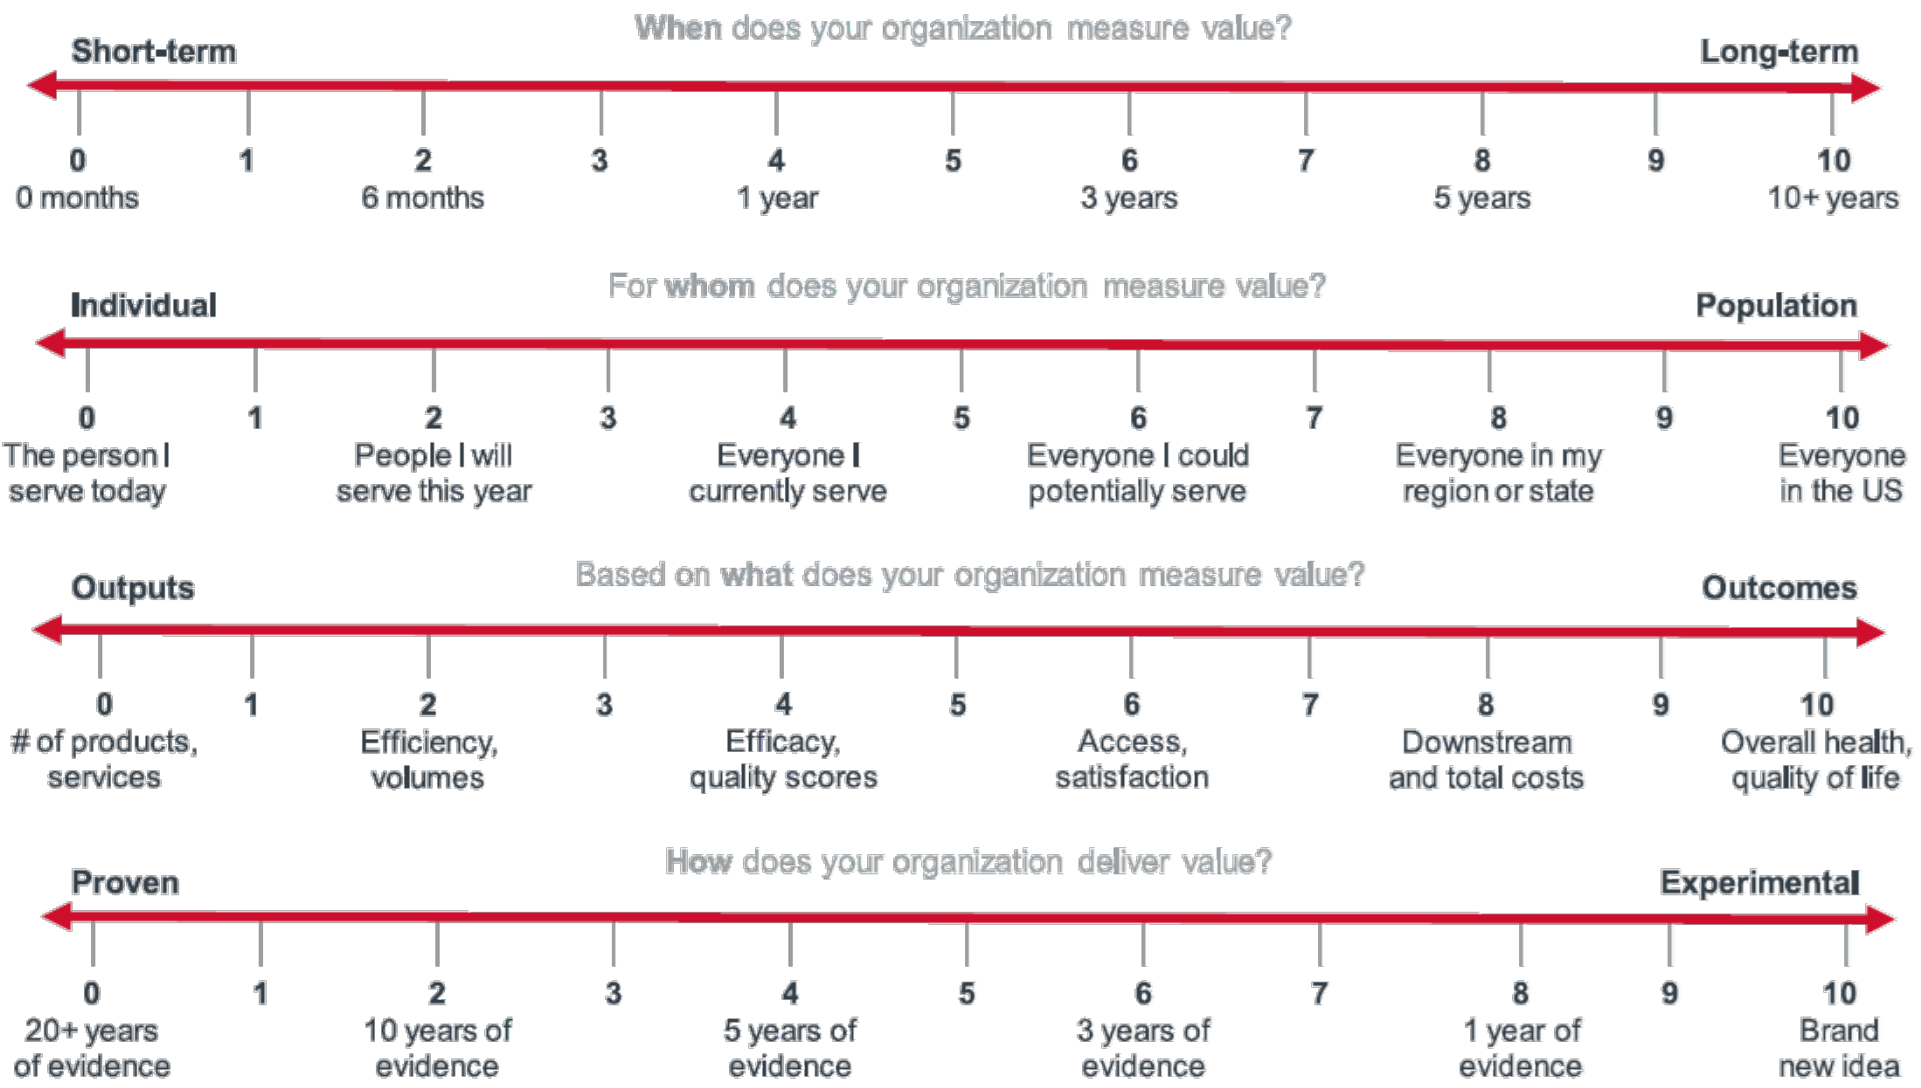 When does your organization measure value?
Short-term Long-term
0 1 2 3 4 5 6 7 8 9 10
0 months 6 months 1 year 3 years 5 years 10+ years
For whom does your organization measure value?
Individual Population
0 1 2 3 4 5 6 7 8 9 10
The person I People I will Everyone I Everyone I could Everyone in my Everyone
serve today serve this year currently serve potentially serve region or state in the US
Based on what does your organization measure value?
Outputs Outcomes
0 1 2 3 4 5 6 7 8 9 10
# of products, Efficiency, Efficacy, Access, Downstream Overall health,
services volumes quality scores satisfaction and total costs quality of life
How does your organization deliver value?
Proven Experimental
0 1 2 3 4 5 6 7 8 9 10
20+ years 10 years of 5 years of 3 years of 1 year of Brand
of evidence evidence evidence evidence evidence new idea